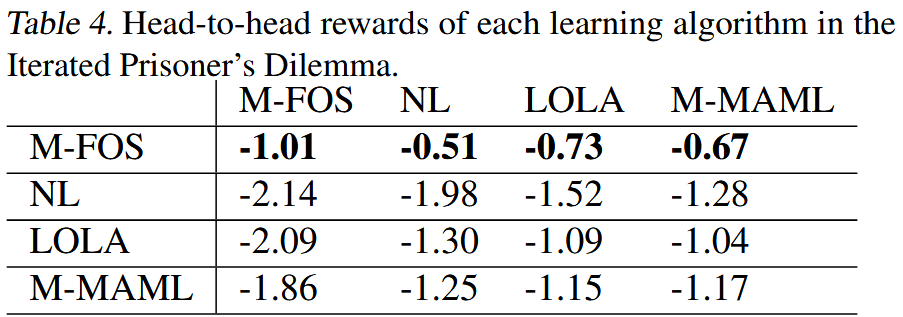 Table 4. Head-to-head rewards of each learning algorithm in the
Iterated Prisoner's Dilemma.
M-FOS NL LOLA M-MAML
M-FOS -1.01 -0.51 -0.73 -0.67
NL -2.14 -1.98 -1.52 -1.28
LOLA -2.09 -1.30 -1.09 -1.04
M-MAML -1.86 -1.25 -1.15 -1.17